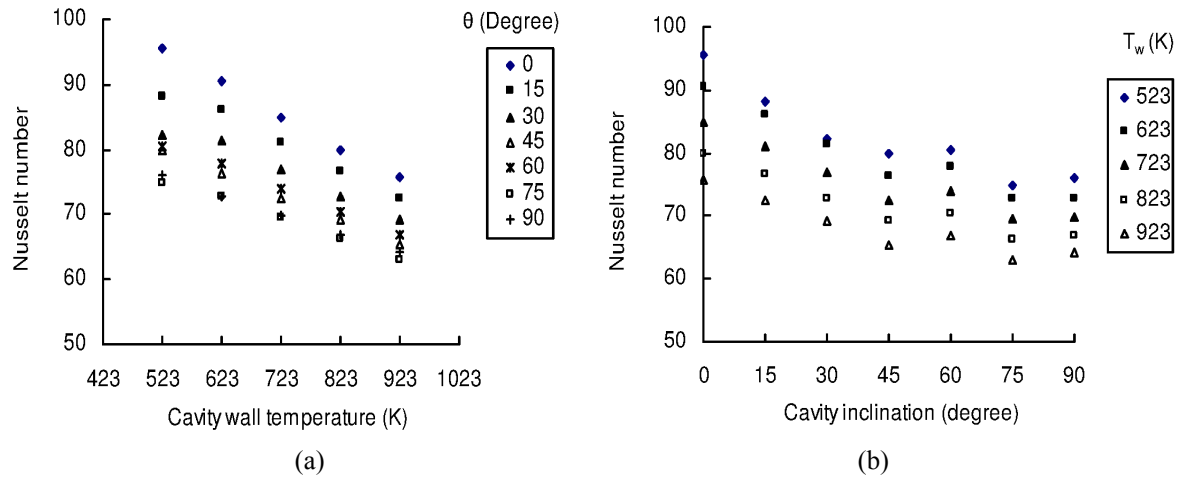 100
90
80
70
60
50
423 523 623 723 823 923 1023
Nusselt number
Cavity wall temperature (K)
θ (Degree)
0
15
30
45
60
75
90
(a)
100
90
80
70
60
50
0 15 30 45 60 75 90
Nusselt number
Cavity inclination (degree)
Tw (K)
523
623
723
823
923
(b)